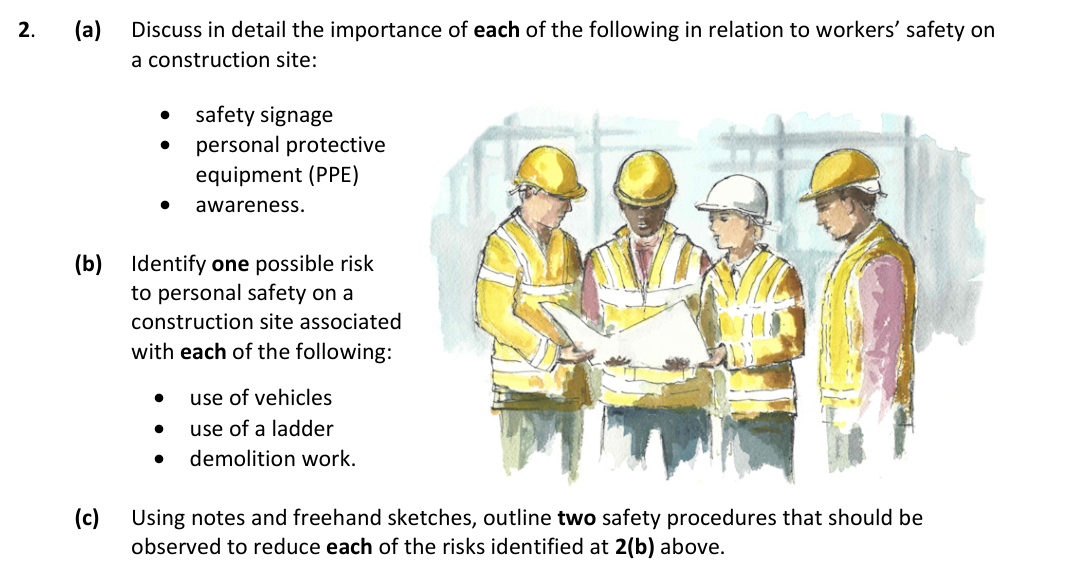 2. (a) Discuss in detail the importance of each of the following in relation to workers’ safety on
a construction site:
• safety signage
• personal protective
equipment (PPE)
• awareness.
(b) Identify one possible risk
to personal safety on a
construction site associated
with each of the following:
• use of vehicles
• use of a ladder
• demolition work.
(c) Using notes and freehand sketches, outline two safety procedures that should be
observed to reduce each of the risks identified at 2(b) above.